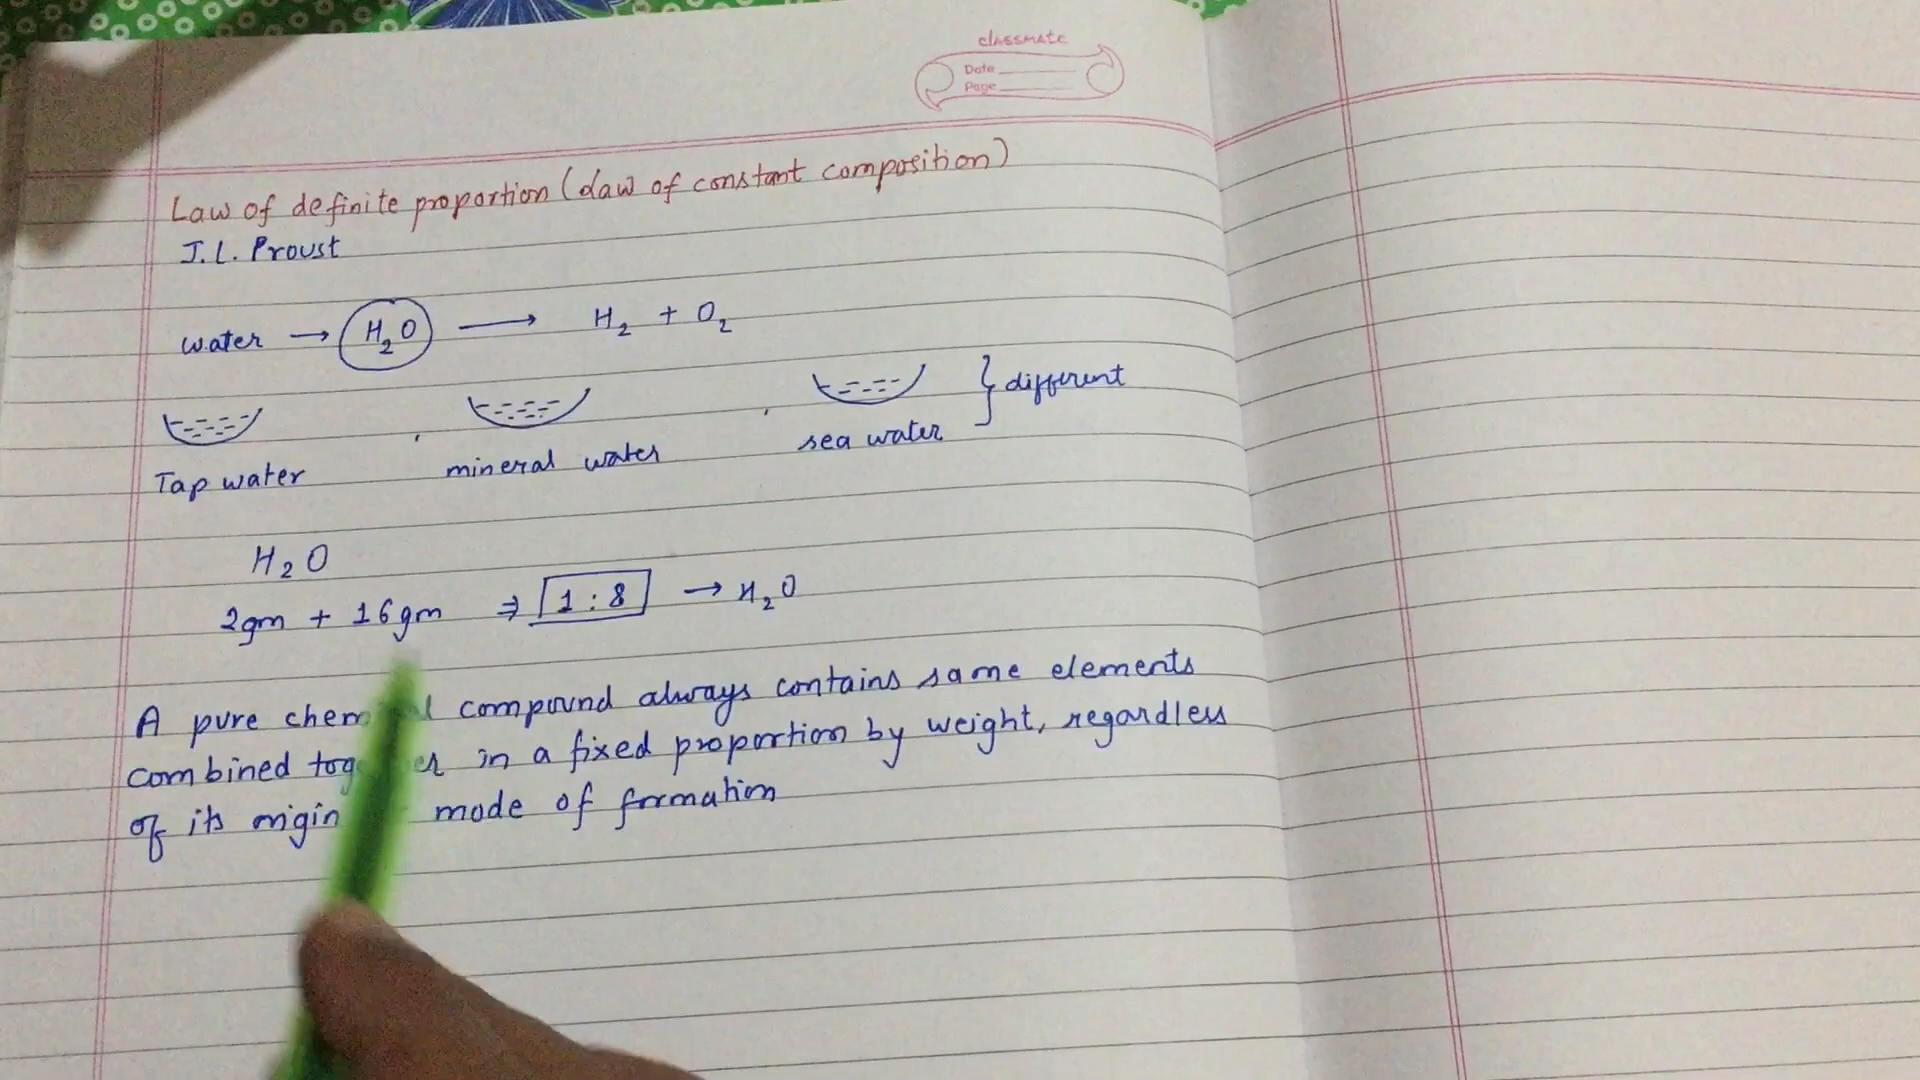 classmate
Date
Page
Law of definite proportion (Law of constant composition)
J.L. Proust
water → H₂O → H₂ + O₂
Tap water , mineral water , sea water } different
H₂O
2gm + 16gm ⇒ 1 : 8 → H₂O
A pure compound always contains same elements
combined in a fixed proportion by weight, regardless
of its origin mode of formation